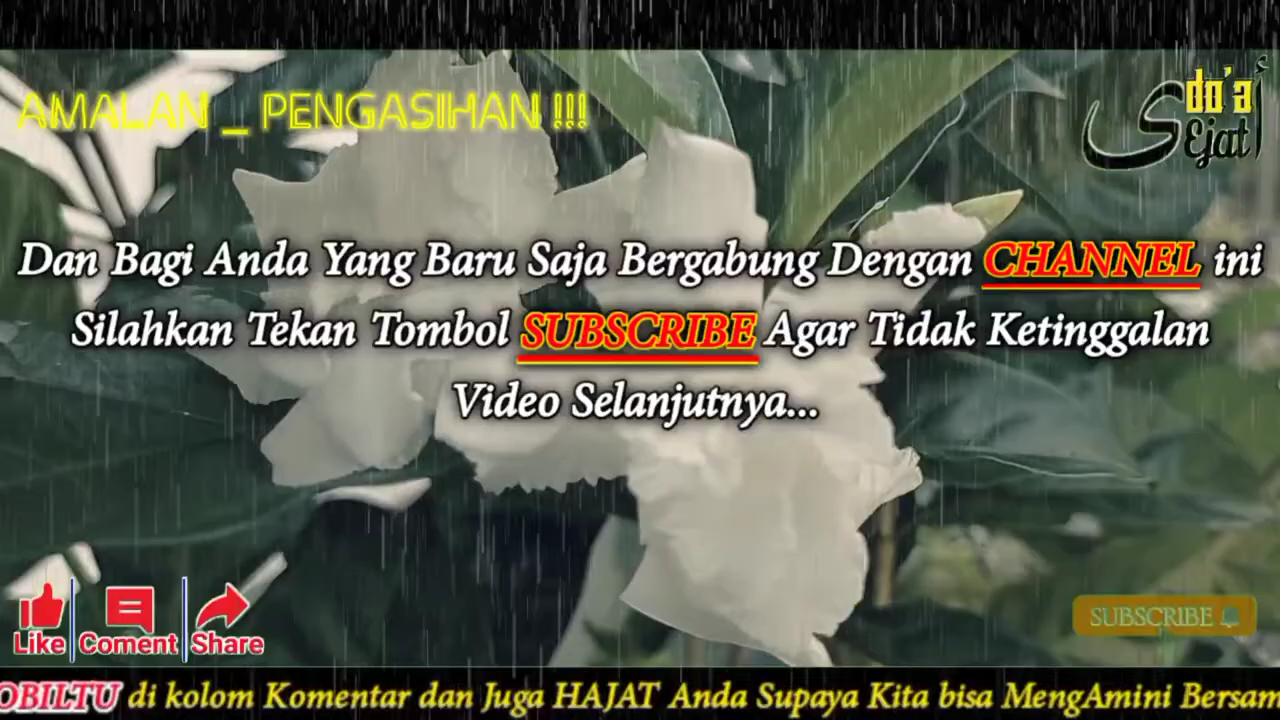 AMALAN _ PENGASIHAN !!!
do'a
Ejati
Dan Bagi Anda Yang Baru Saja Bergabung Dengan CHANNEL ini
Silahkan Tekan Tombol SUBSCRIBE Agar Tidak Ketinggalan
Video Selanjutnya...
Like Coment Share
SUBSCRIBE
OBILTU di kolom Komentar dan Juga HAJAT Anda Supaya Kita bisa MengAmini Bersam